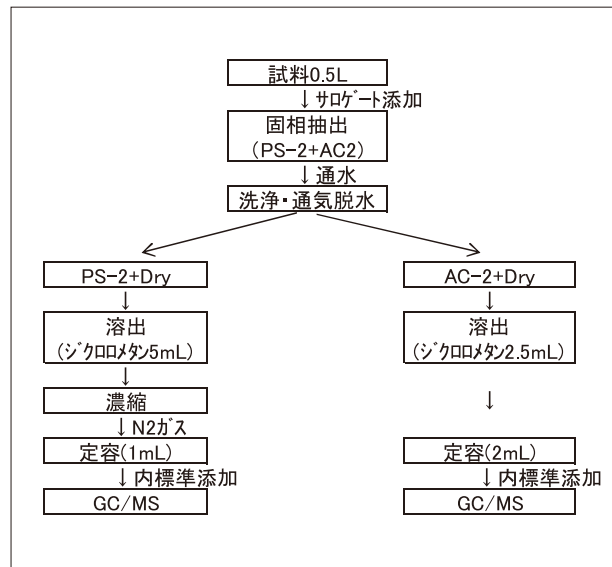 試料0.5L
↓サロゲート添加
固相抽出
(PS-2+AC2)
↓通水
洗浄・通気脱水
PS-2+Dry
↓
溶出
(ジクロロメタン5mL)
↓
濃縮
↓N2ガス
定容(1mL)
↓内標準添加
GC/MS
AC-2+Dry
↓
溶出
(ジクロロメタン2.5mL)
↓
定容(2mL)
↓内標準添加
GC/MS